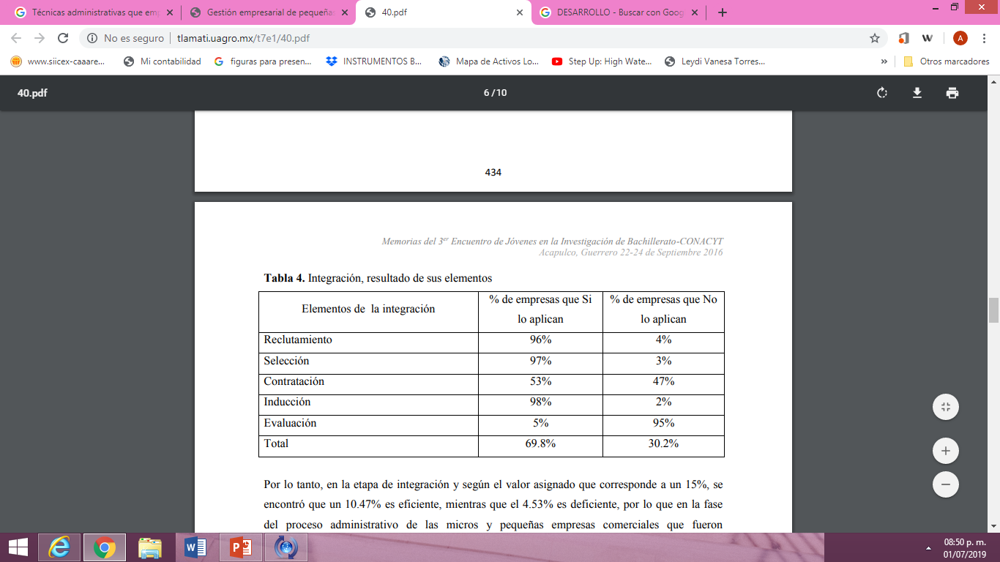 Técnicas administrativas que emp
Gestión empresarial de pequeñas
40.pdf
DESARROLLO - Buscar con Goog
No es seguro
tlamati.uagro.mx/t7e1/40.pdf
A
www.siicex-caaare...
Mi contabilidad
figuras para presen...
INSTRUMENTOS B...
Mapa de Activos Lo...
Step Up: High Wate...
Leydi Vanesa Torres...
»
Otros marcadores
40.pdf
6 / 10
434
Memorias del 3er Encuentro de Jóvenes en la Investigación de Bachillerato-CONACYT
Acapulco, Guerrero 22-24 de Septiembre 2016
Tabla 4. Integración, resultado de sus elementos
Elementos de la integración
% de empresas que Si lo aplican
% de empresas que No lo aplican
Reclutamiento 96% 4%
Selección 97% 3%
Contratación 53% 47%
Inducción 98% 2%
Evaluación 5% 95%
Total 69.8% 30.2%
Por lo tanto, en la etapa de integración y según el valor asignado que corresponde a un 15%, se
encontró que un 10.47% es eficiente, mientras que el 4.53% es deficiente, por lo que en la fase
del proceso administrativo de las micros y pequeñas empresas comerciales que fueron
08:50 p. m.
01/07/2019